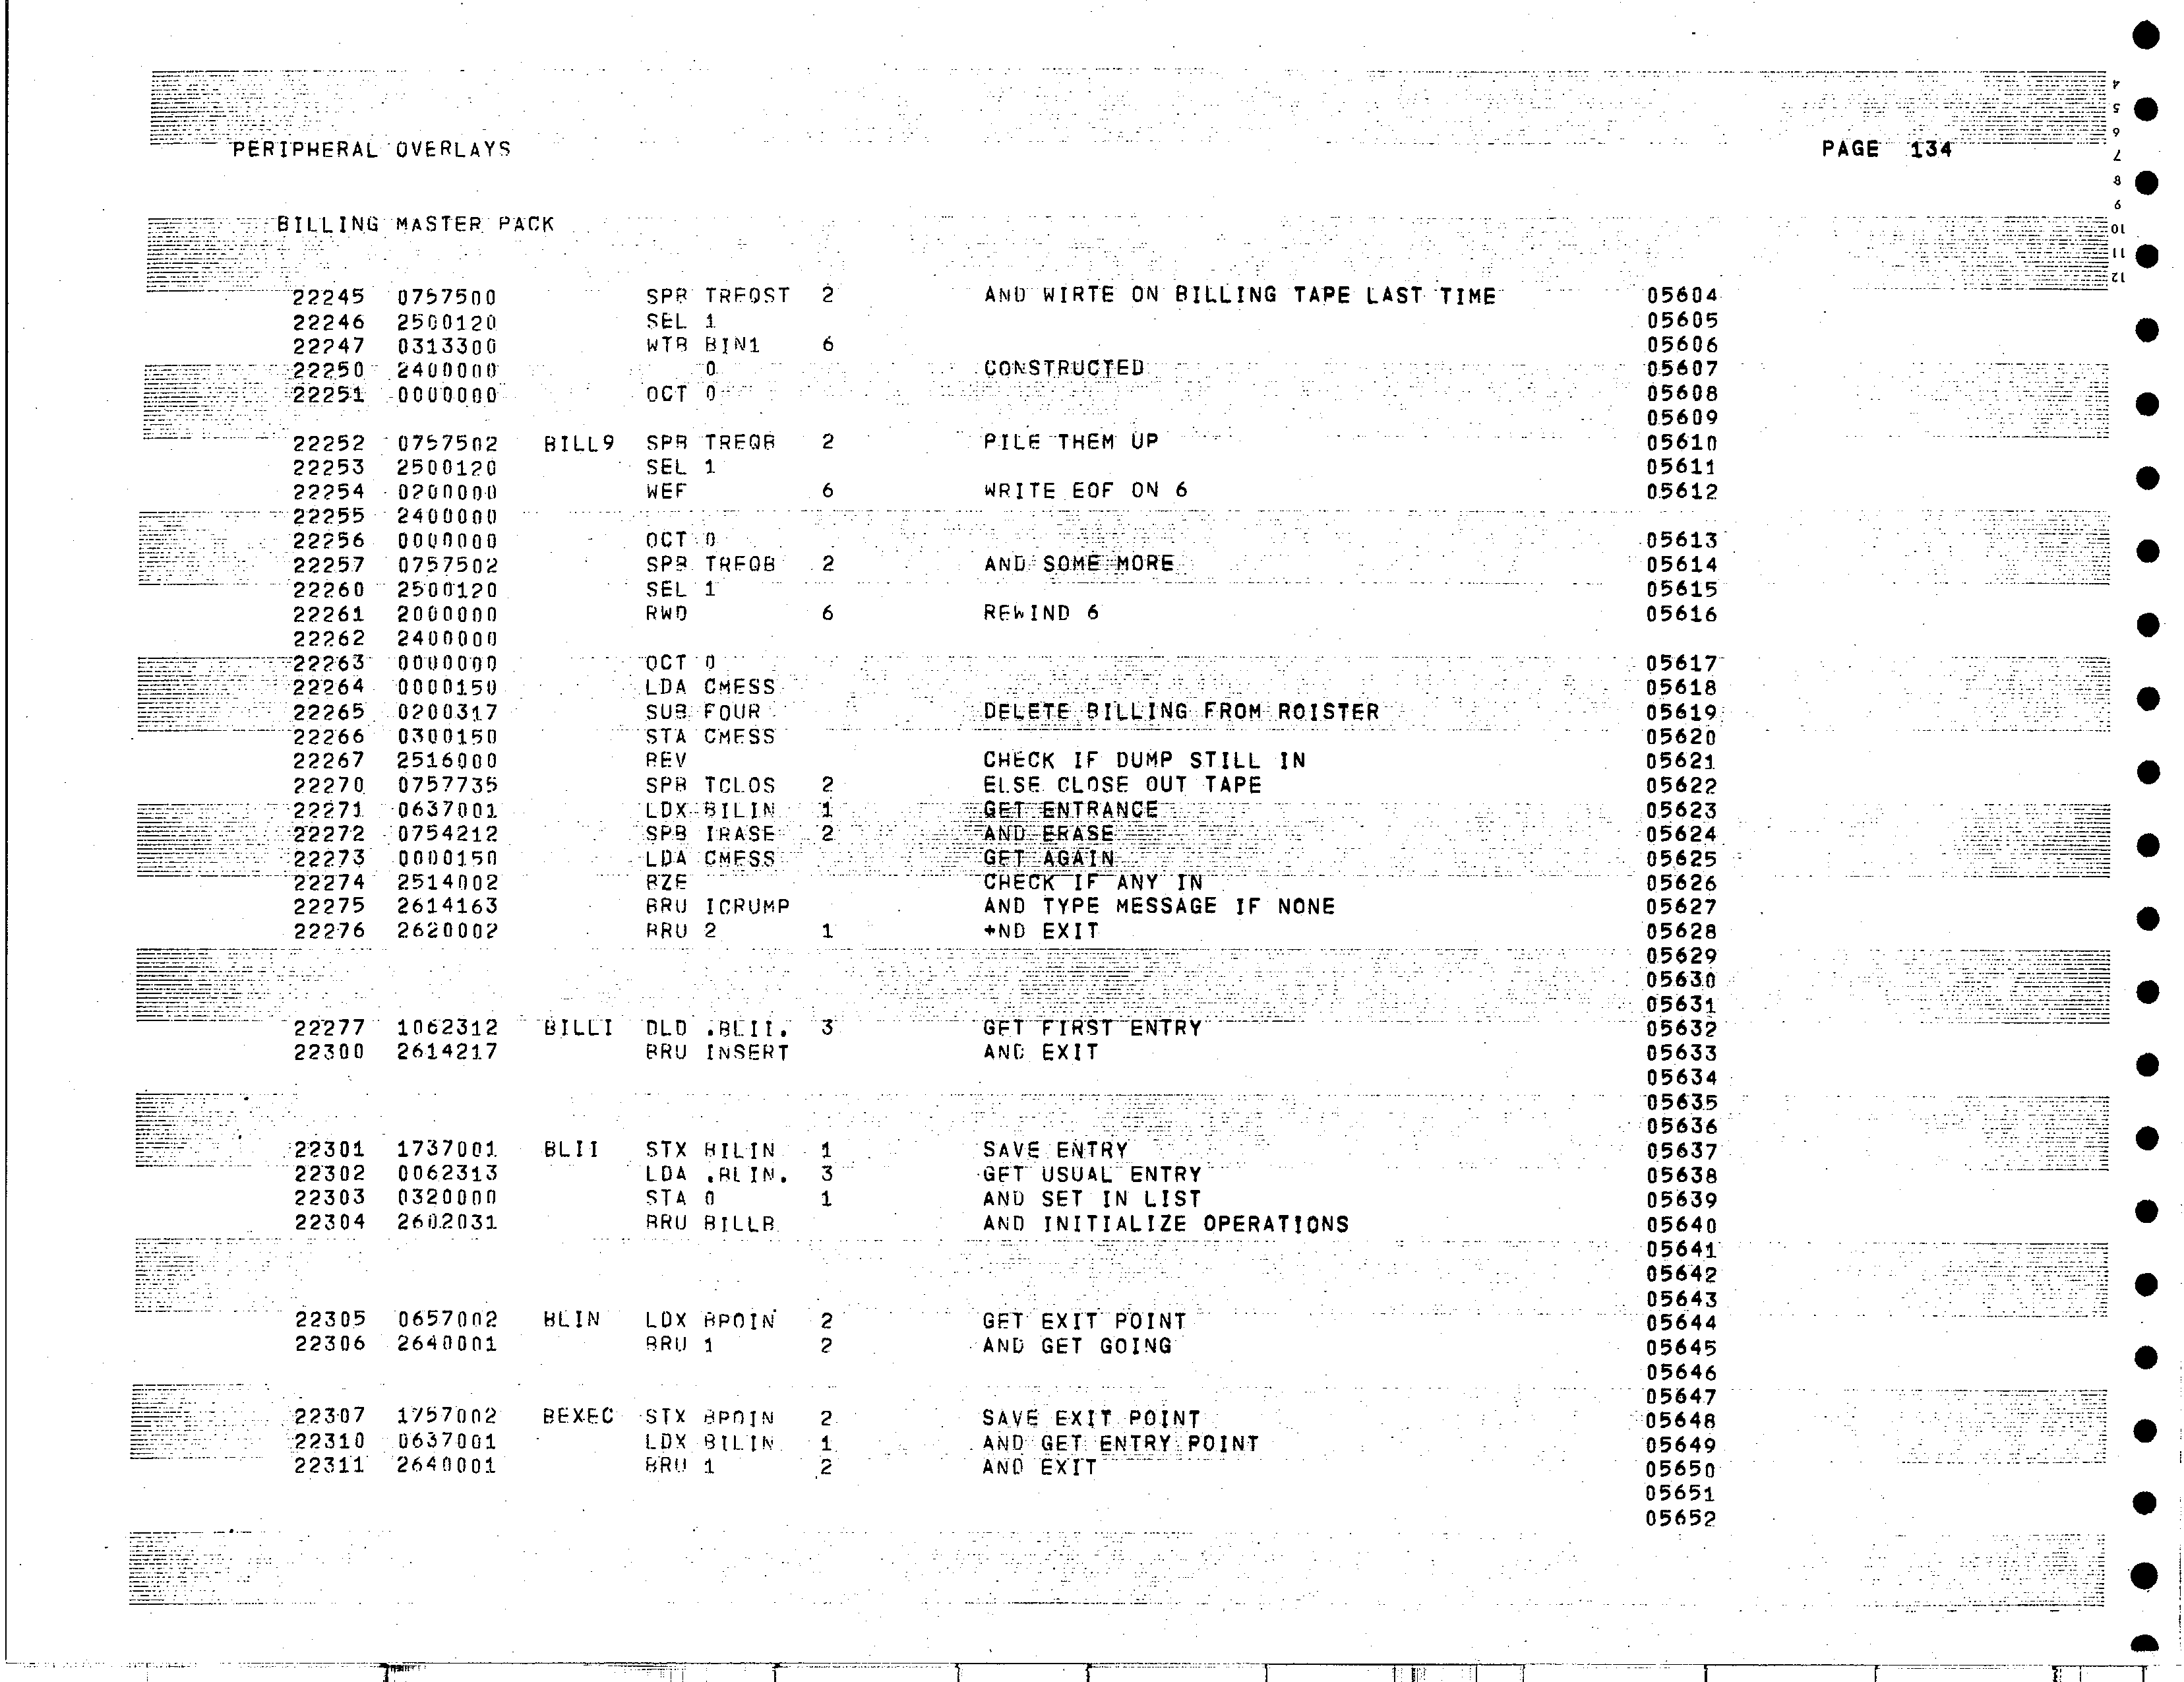 PERIPHERAL OVERLAYS PAGE 134
BILLING MASTER PACK
22245 0757500 SPB TREQST 2 AND WIRTE ON BILLING TAPE LAST TIME 05604
22246 2500120 SEL 1 05605
22247 0313300 WTB BIN1 6 05606
22250 2400000 0 CONSTRUCTED 05607
22251 0000000 OCT 0 05608
05609
22252 0757502 BILL9 SPB TREQB 2 PILE THEM UP 05610
22253 2500120 SEL 1 05611
22254 0200000 WEF 6 WRITE EOF ON 6 05612
22255 2400000
22256 0000000 OCT 0 05613
22257 0757502 SPB TREQB 2 AND SOME MORE 05614
22260 2500120 SEL 1 05615
22261 2000000 RWD 6 REWIND 6 05616
22262 2400000
22263 0000000 OCT 0 05617
22264 0000150 LDA CMESS 05618
22265 0200317 SUB FOUR DELETE BILLING FROM ROISTER 05619
22266 0300150 STA CMESS 05620
22267 2516000 BEV CHECK IF DUMP STILL IN 05621
22270 0757735 SPB TCLOS 2 ELSE CLOSE OUT TAPE 05622
22271 0637001 LDX BILIN 1 GET ENTRANCE 05623
22272 0754212 SPB IRASE 2 AND ERASE 05624
22273 0000150 LDA CMESS GET AGAIN 05625
22274 2514002 BZE CHECK IF ANY IN 05626
22275 2614163 BRU ICRUMP AND TYPE MESSAGE IF NONE 05627
22276 2620002 BRU 2 1 +ND EXIT 05628
05629
05630
05631
22277 1062312 BILLI DLD .BLII. 3 GET FIRST ENTRY 05632
22300 2614217 BRU INSERT AND EXIT 05633
05634
05635
05636
22301 1737001 BLII STX BILIN 1 SAVE ENTRY 05637
22302 0062313 LDA .BLIN. 3 GET USUAL ENTRY 05638
22303 0320000 STA 0 1 AND SET IN LIST 05639
22304 2602031 BRU BILLB AND INITIALIZE OPERATIONS 05640
05641
05642
05643
22305 0657002 BLIN LDX BPOIN 2 GET EXIT POINT 05644
22306 2640001 BRU 1 2 AND GET GOING 05645
05646
05647
22307 1757002 BEXEC STX BPOIN 2 SAVE EXIT POINT 05648
22310 0637001 LDX BILIN 1 AND GET ENTRY POINT 05649
22311 2640001 BRU 1 2 AND EXIT 05650
05651
05652
4
5
6
7
8
9
10
11
12